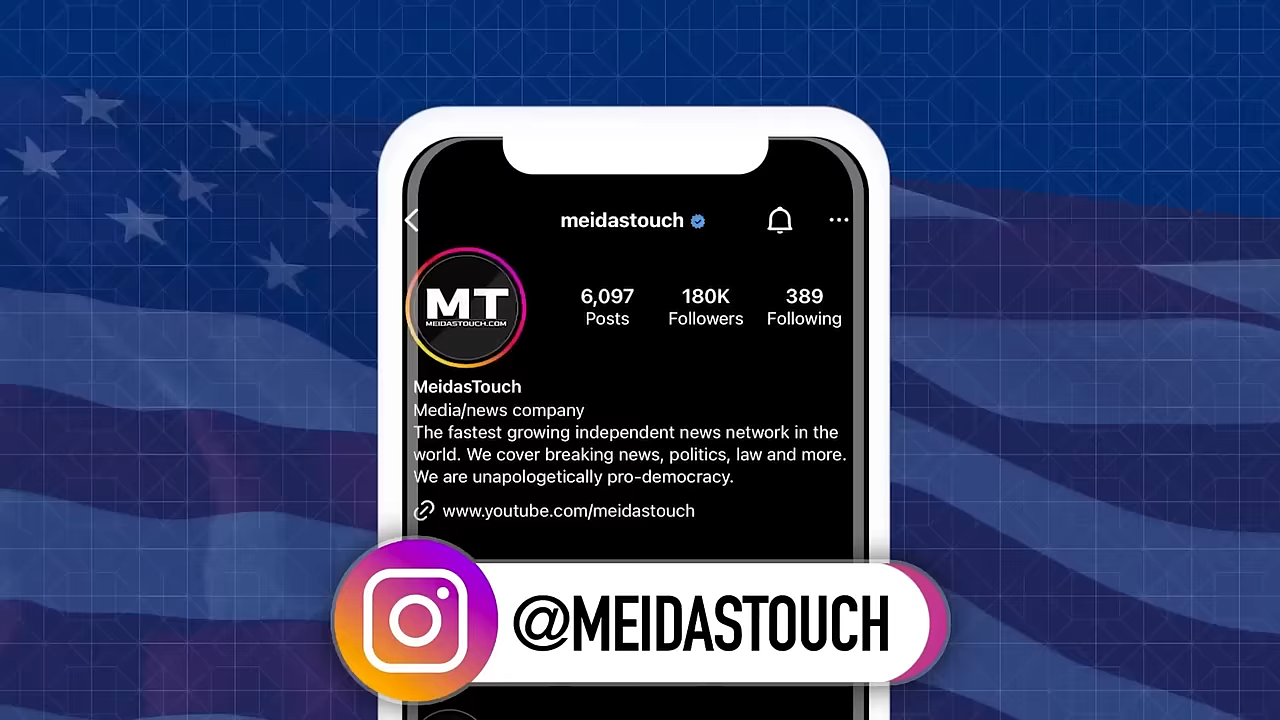 meidastouch
MT
MEIDASTOUCH.COM
6,097 180K 389
Posts Followers Following
MeidasTouch
Media/news company
The fastest growing independent news network in the
world. We cover breaking news, politics, law and more.
We are unapologetically pro-democracy.
www.youtube.com/meidastouch
@MEIDASTOUCH